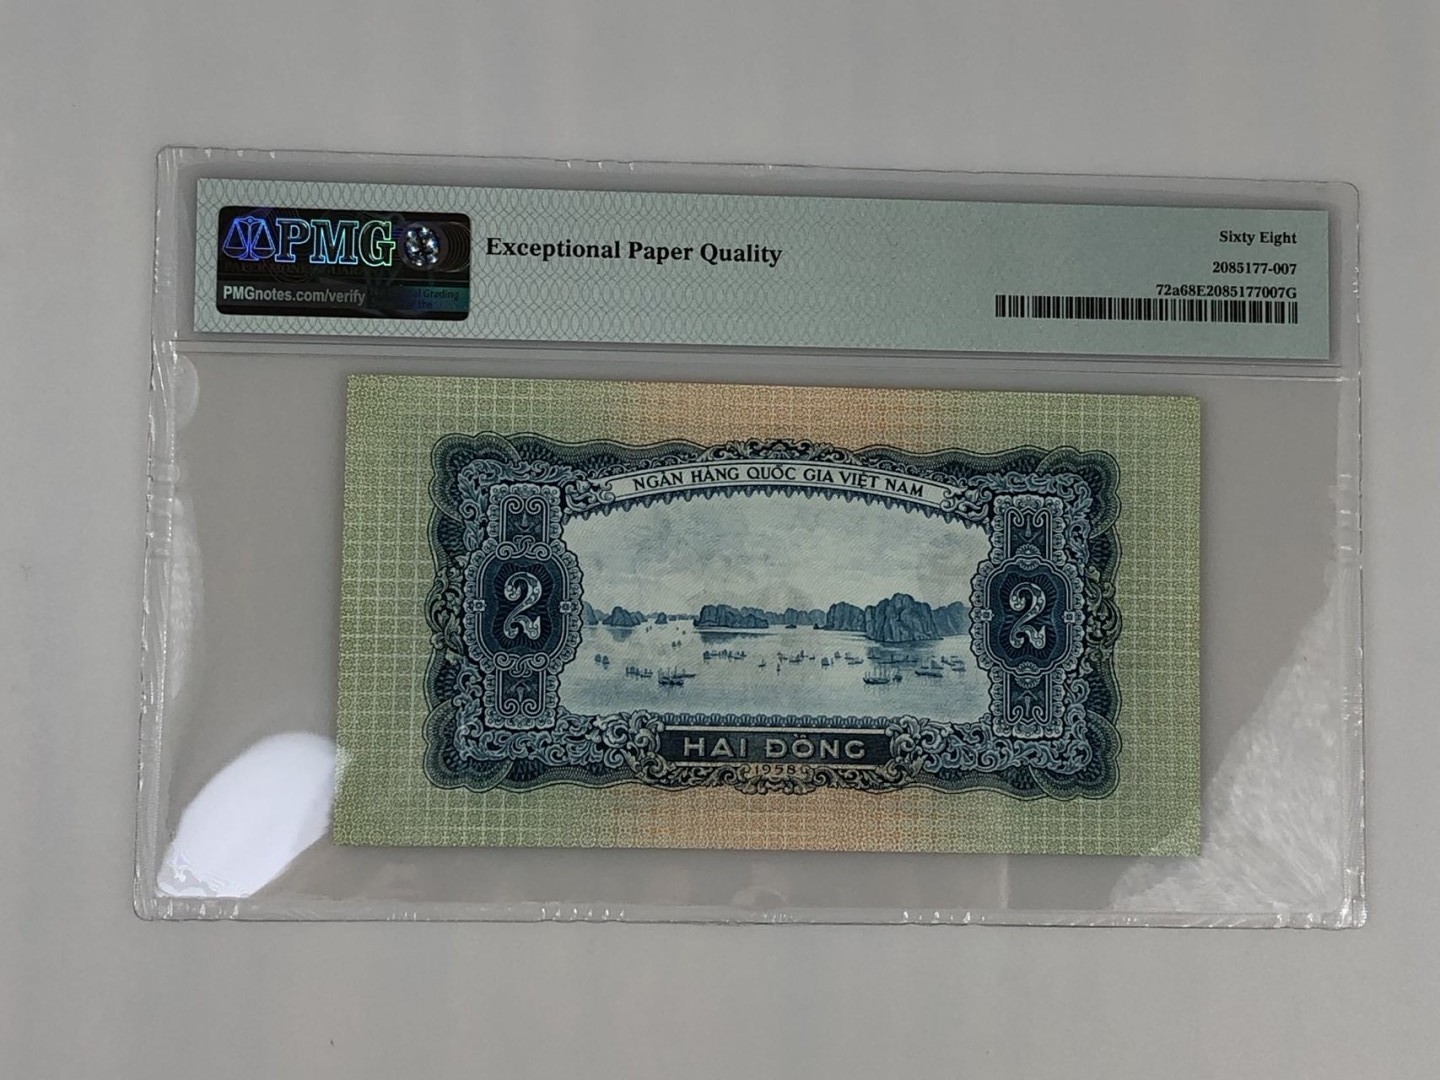 PMG
PMGnotes.com/verify
Exceptional Paper Quality
Sixty Eight
2085177-007
72a68E2085177007G
NGÂN HÀNG QUỐC GIA VIỆT NAM
2
2
HAI ĐỒNG
1958